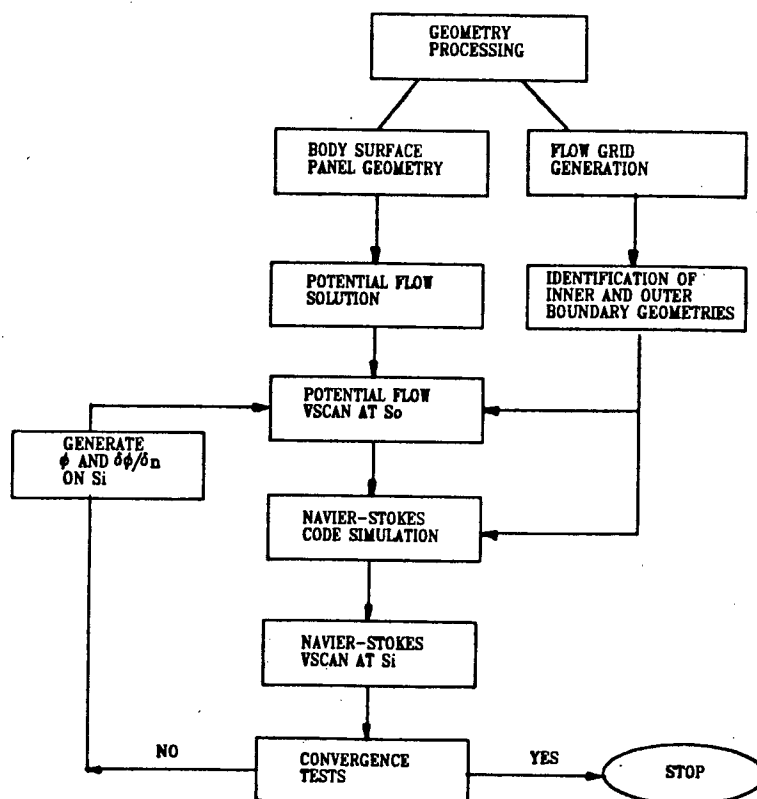 GEOMETRY
PROCESSING
BODY SURFACE
PANEL GEOMETRY
FLOW GRID
GENERATION
POTENTIAL FLOW
SOLUTION
IDENTIFICATION OF
INNER AND OUTER
BOUNDARY GEOMETRIES
POTENTIAL FLOW
VSCAN AT So
GENERATE
ϕ AND δϕ/δn
ON Si
NAVIER-STOKES
CODE SIMULATION
NAVIER-STOKES
VSCAN AT Si
NO
CONVERGENCE
TESTS
YES
STOP